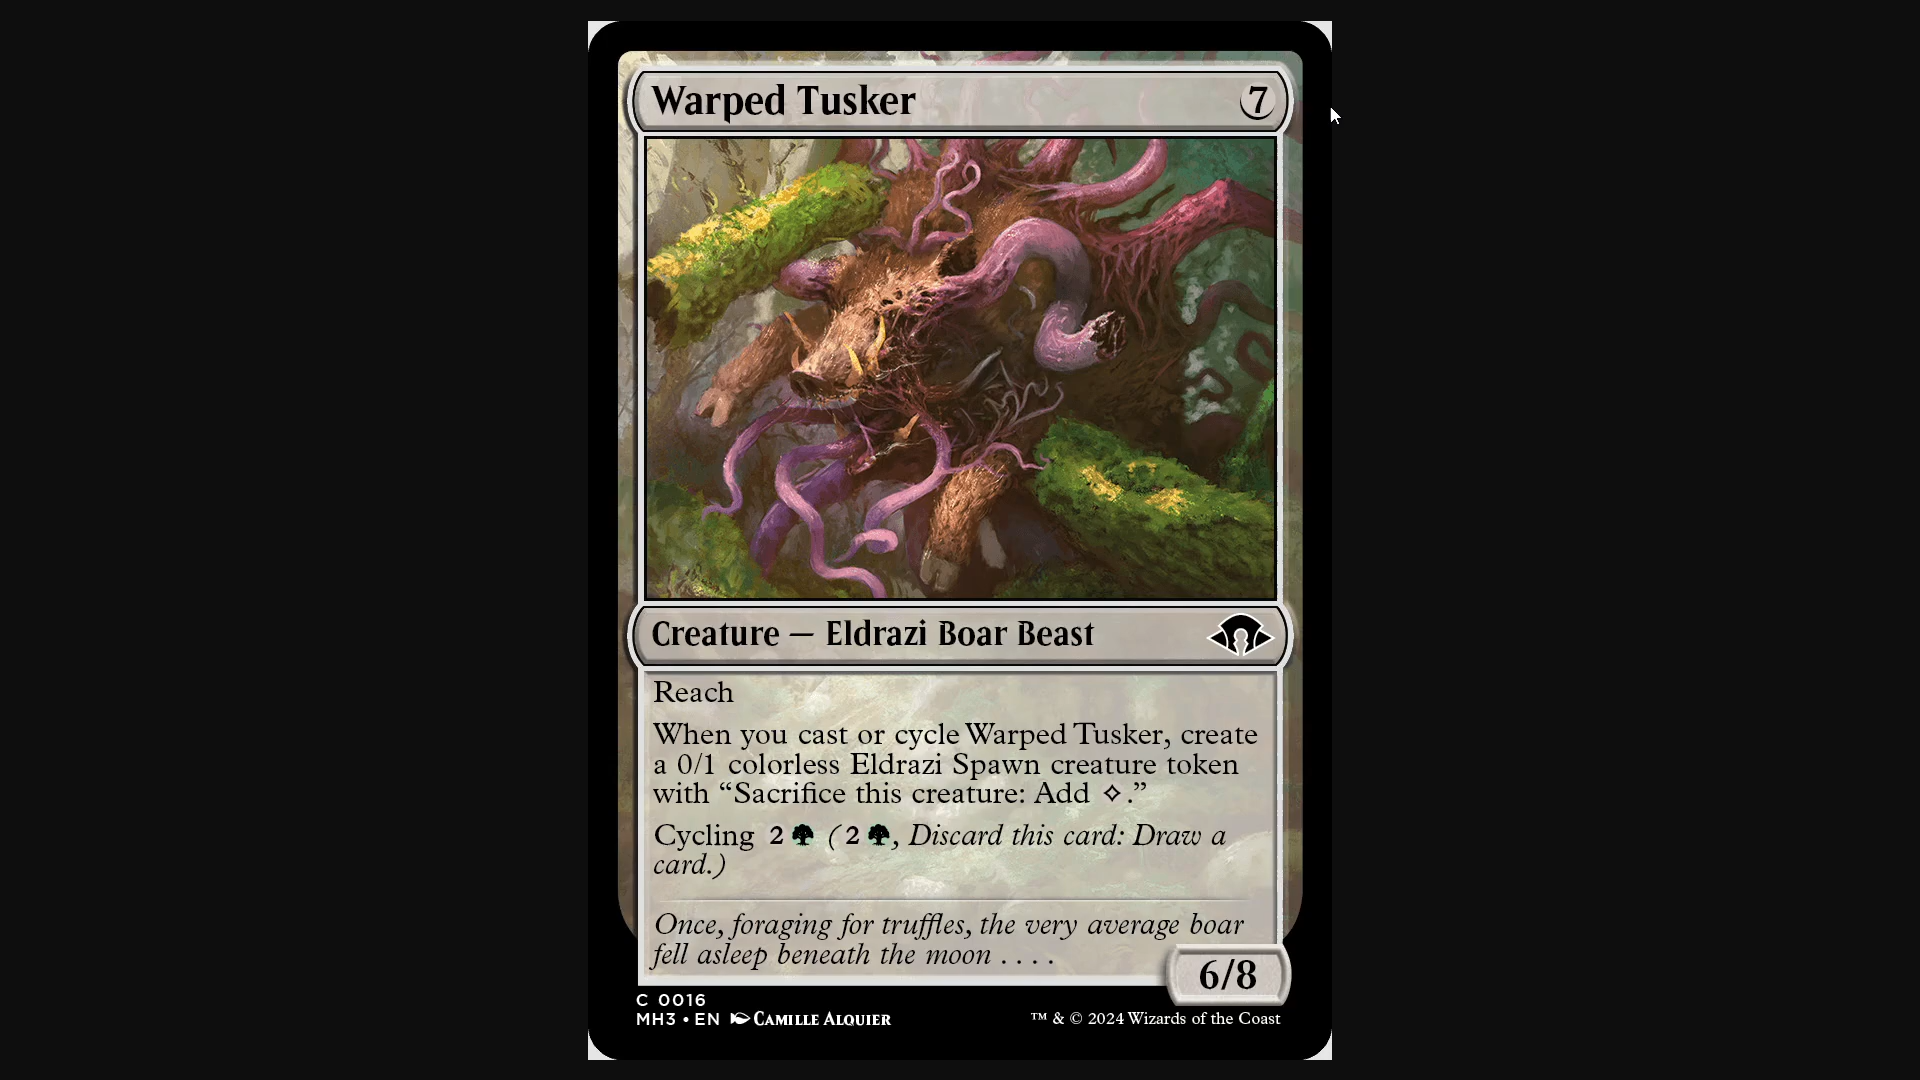 Warped Tusker 7
Creature — Eldrazi Boar Beast
Reach
When you cast or cycle Warped Tusker, create
a 0/1 colorless Eldrazi Spawn creature token
with “Sacrifice this creature: Add .”
Cycling 2 (2 , Discard this card: Draw a
card.)
Once, foraging for truffles, the very average boar
fell asleep beneath the moon . . . .
6/8
C 0016
MH3 • EN Camille Alquier
™ & © 2024 Wizards of the Coast